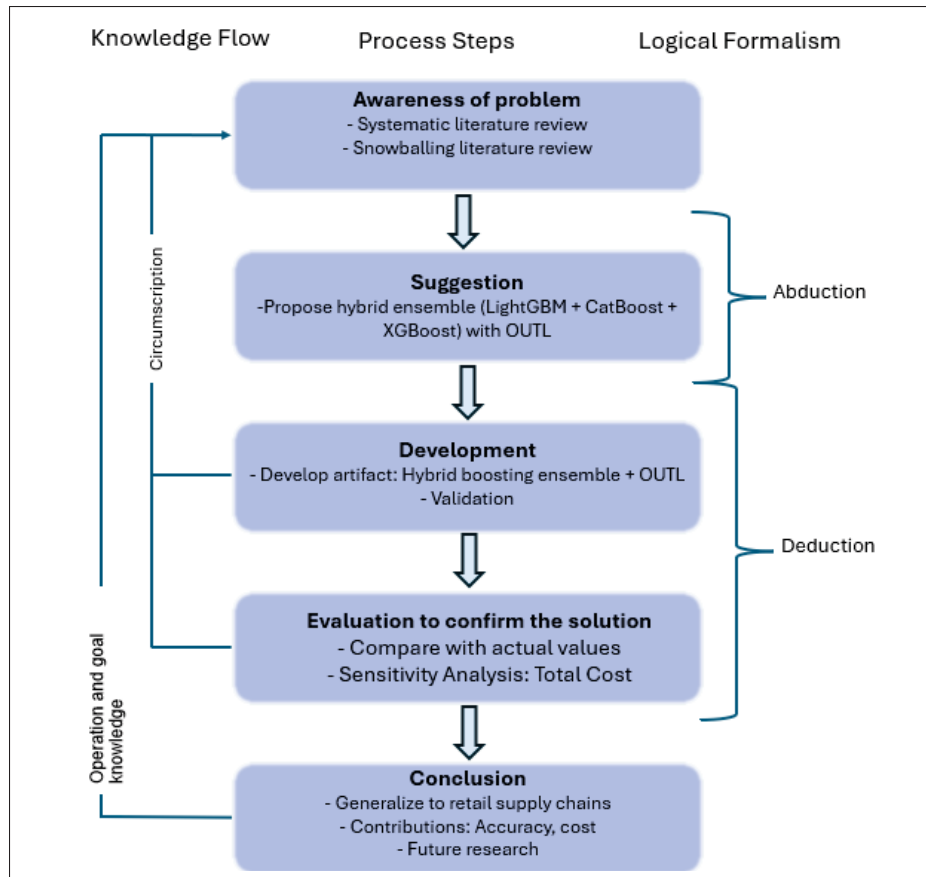 Knowledge Flow
Process Steps
Logical Formalism
Awareness of problem
- Systematic literature review
- Snowballing literature review
Suggestion
-Propose hybrid ensemble (LightGBM + CatBoost +
XGBoost) with OUTL
Abduction
Circumscription
Development
- Develop artifact: Hybrid boosting ensemble + OUTL
- Validation
Deduction
Evaluation to confirm the solution
- Compare with actual values
- Sensitivity Analysis: Total Cost
Operation and goal
knowledge
Conclusion
- Generalize to retail supply chains
- Contributions: Accuracy, cost
- Future research